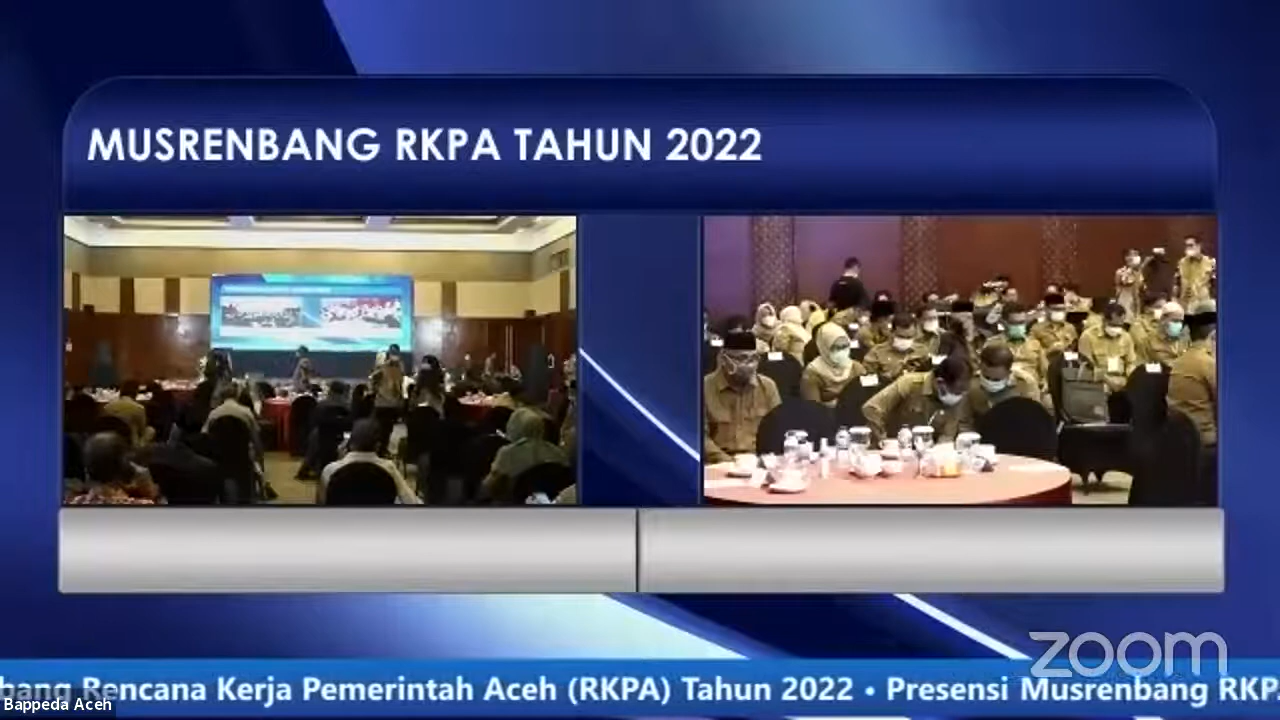 MUSRENBANG RKPA TAHUN 2022
zoom
bang Rencana Kerja Pemerintah Aceh (RKPA) Tahun 2022 • Presensi Musrenbang RKP
Bappeda Aceh